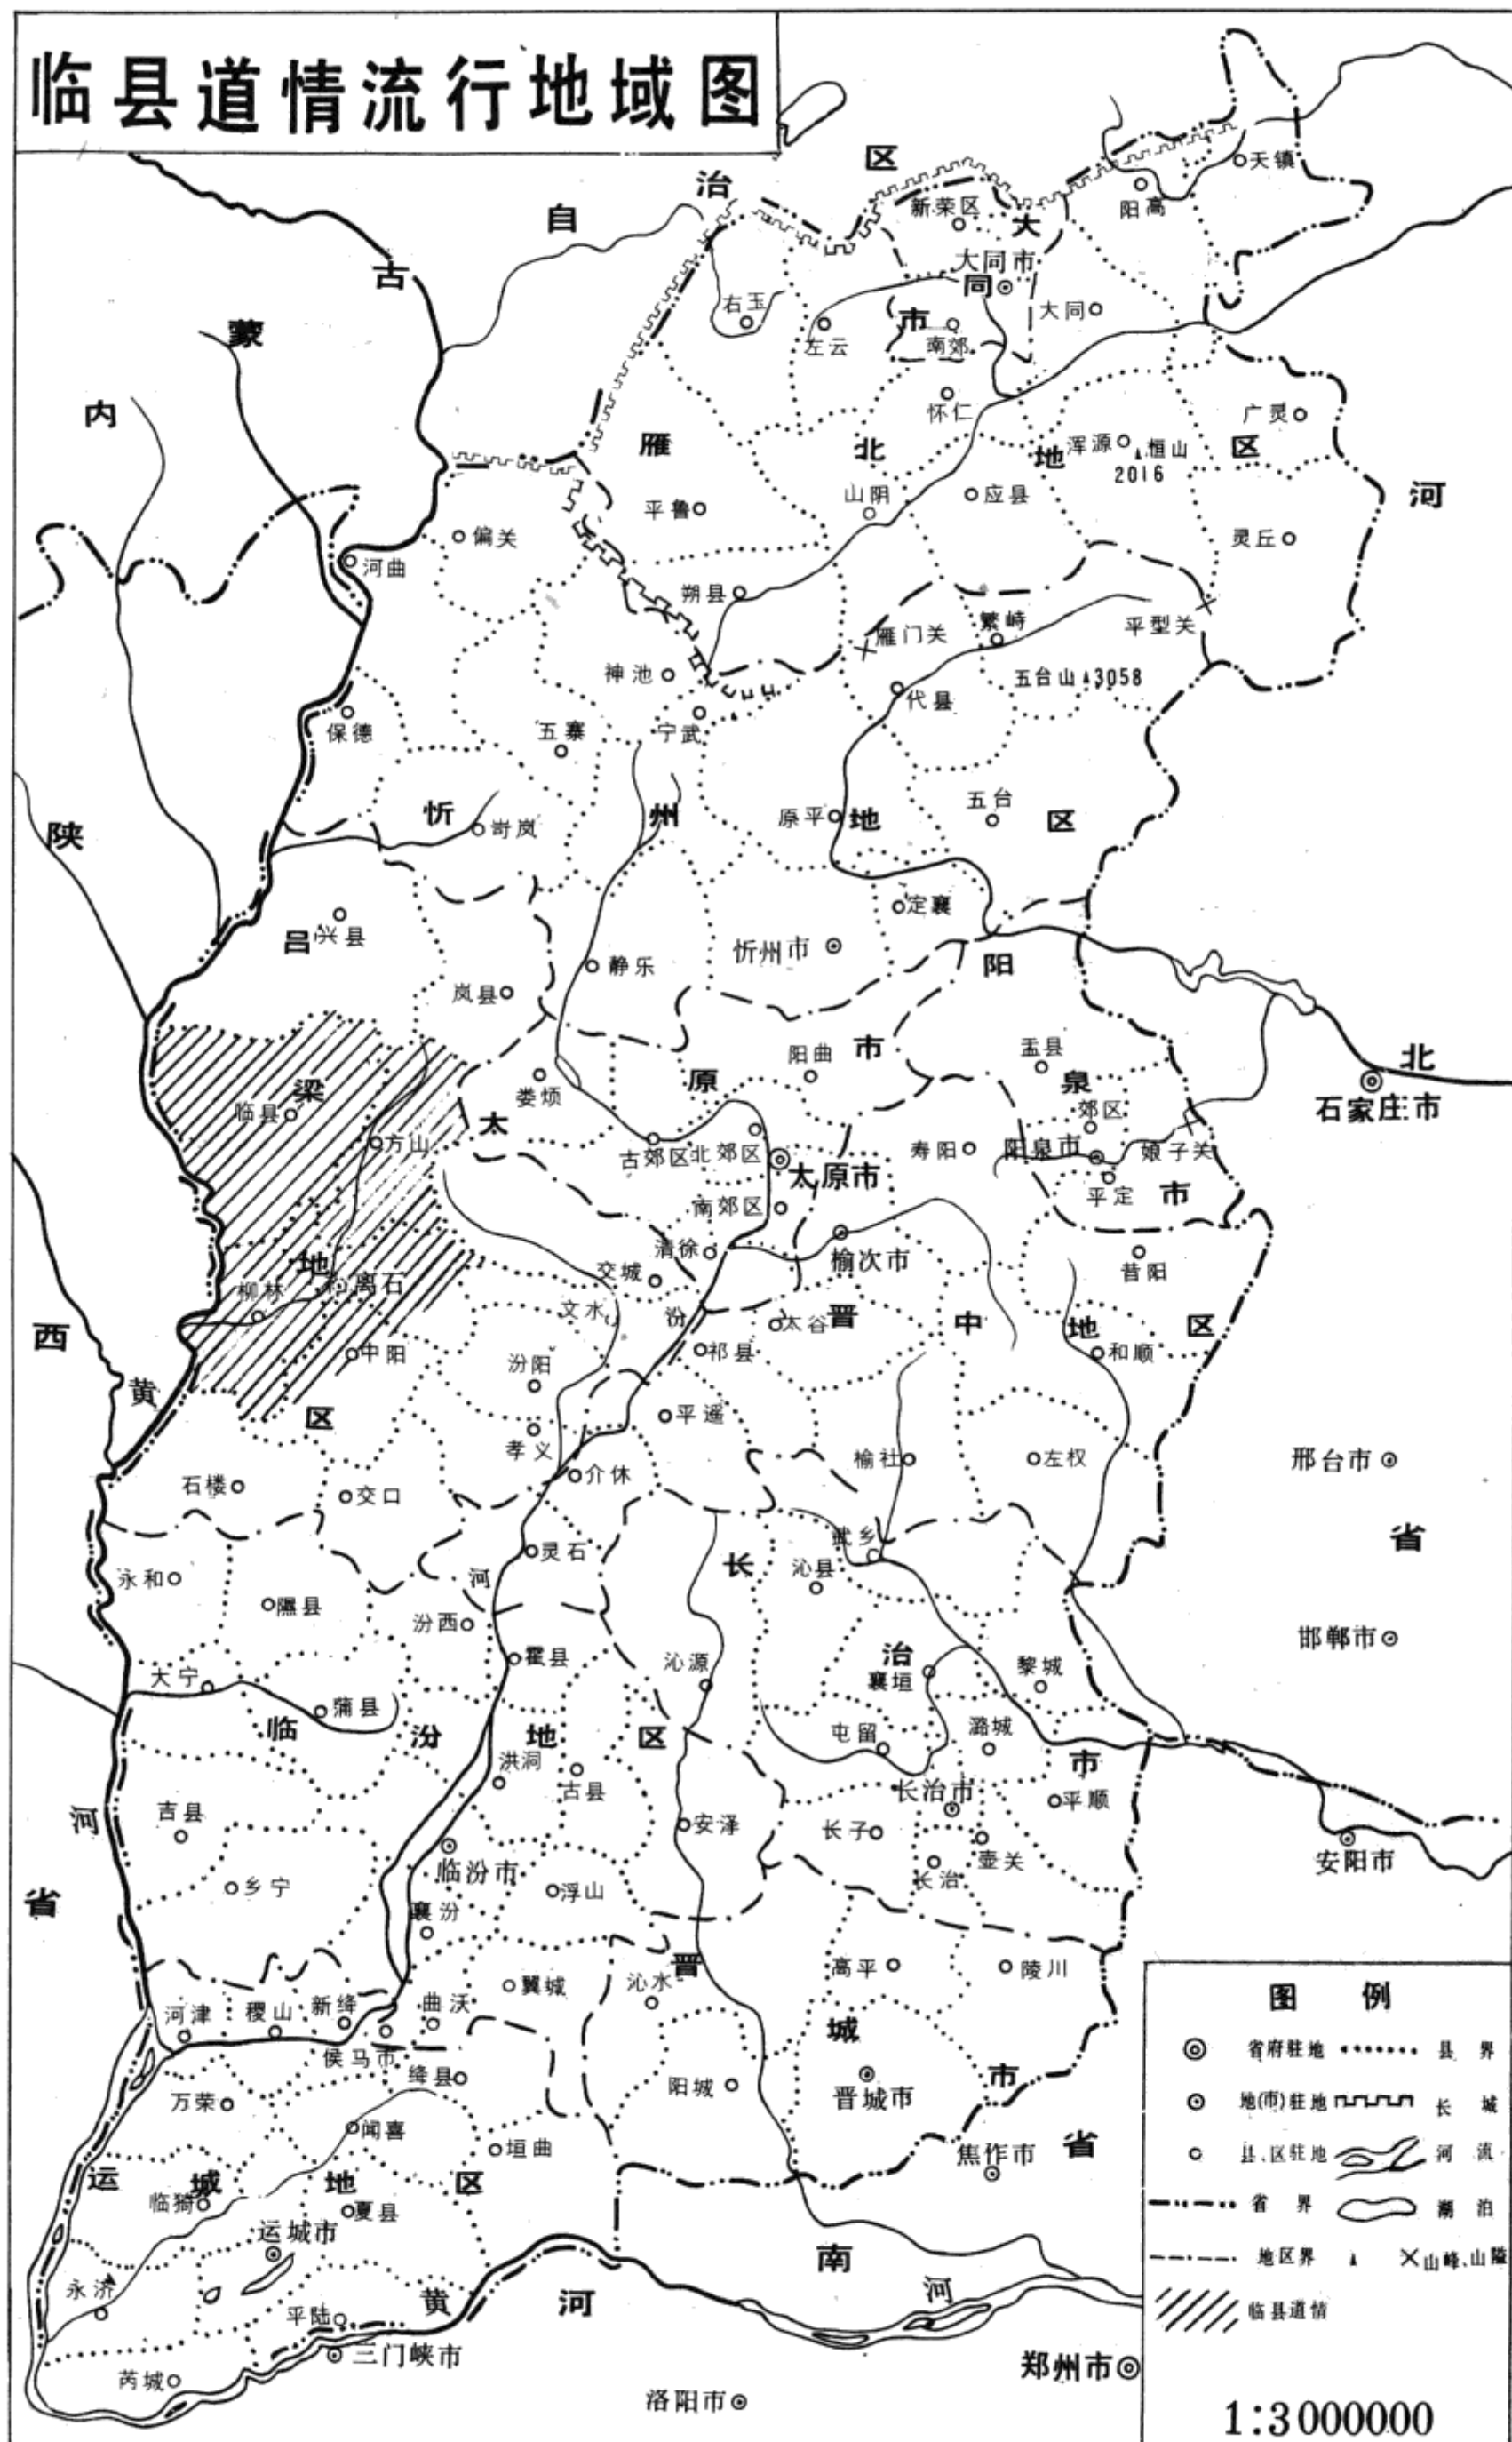 临县道情流行地域图
内
蒙
古
自
治
区
天镇
阳高
新荣区
大
大同市
同
右玉
左云
市
南郊
大同
怀仁
广灵
雁
北
地
浑源
恒山
2016
区
河
平鲁
山阴
应县
灵丘
偏关
河曲
朔县
雁门关
繁峙
平型关
神池
代县
五台山
3058
保德
五寨
宁武
忻
岢岚
州
原平
地
五台
区
陕
定襄
吕
兴县
忻州市
静乐
岚县
阳
阳曲
市
盂县
北
石家庄市
梁
临县
娄烦
原
泉
郊区
太
方山
古郊区
北郊区
太原市
寿阳
阳泉市
娘子关
平定
市
南郊区
清徐
榆次市
昔阳
地
离石
交城
柳林
文水
汾
太谷
晋
中
地
区
西
中阳
汾阳
祁县
和顺
黄
区
平遥
孝义
榆社
左权
邢台市
石楼
交口
介休
省
灵石
长
武乡
永和
河
沁县
隰县
汾西
邯郸市
霍县
沁源
治
襄垣
黎城
大宁
蒲县
临
汾
地
区
屯留
潞城
洪洞
古县
长治市
市
平顺
河
吉县
安泽
长子
壶关
安阳市
长治
临汾市
乡宁
浮山
省
襄汾
晋
高平
陵川
翼城
沁水
河津
稷山
新绛
曲沃
侯马市
城
绛县
阳城
晋城市
市
万荣
闻喜
垣曲
焦作市
省
运
城
地
区
临猗
夏县
运城市
永济
南
平陆
黄
河
河
三门峡市
郑州市
芮城
洛阳市
图 例
省府驻地
县 界
地(市)驻地
长 城
县、区驻地
河 流
省 界
湖 泊
地区界
山峰、山隘
临县道情
1:3000000